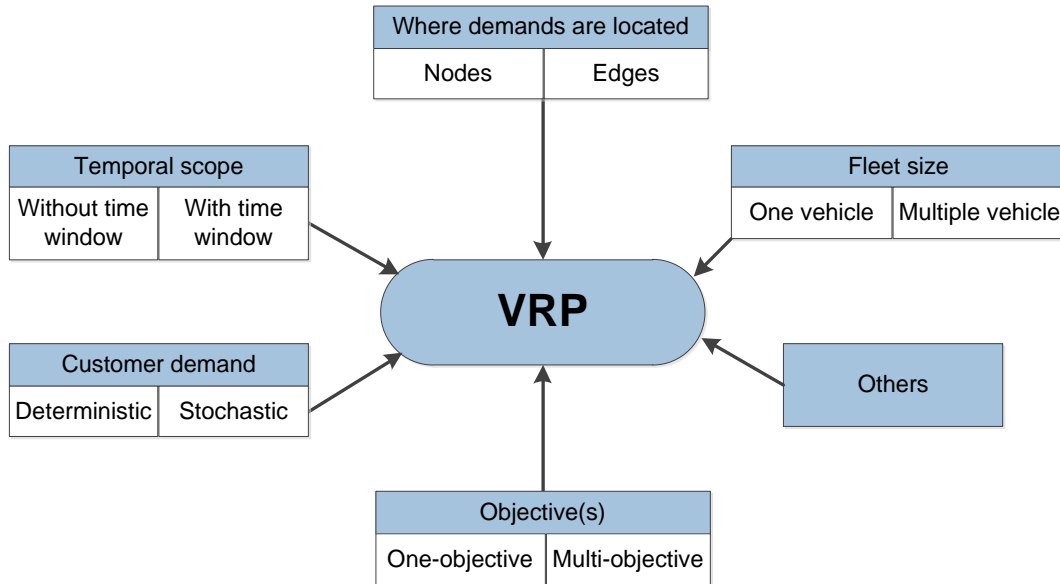 Where demands are located
Nodes
Edges
Temporal scope
Without time
window
With time
window
Fleet size
One vehicle
Multiple vehicle
VRP
Customer demand
Deterministic
Stochastic
Others
Objective(s)
One-objective
Multi-objective